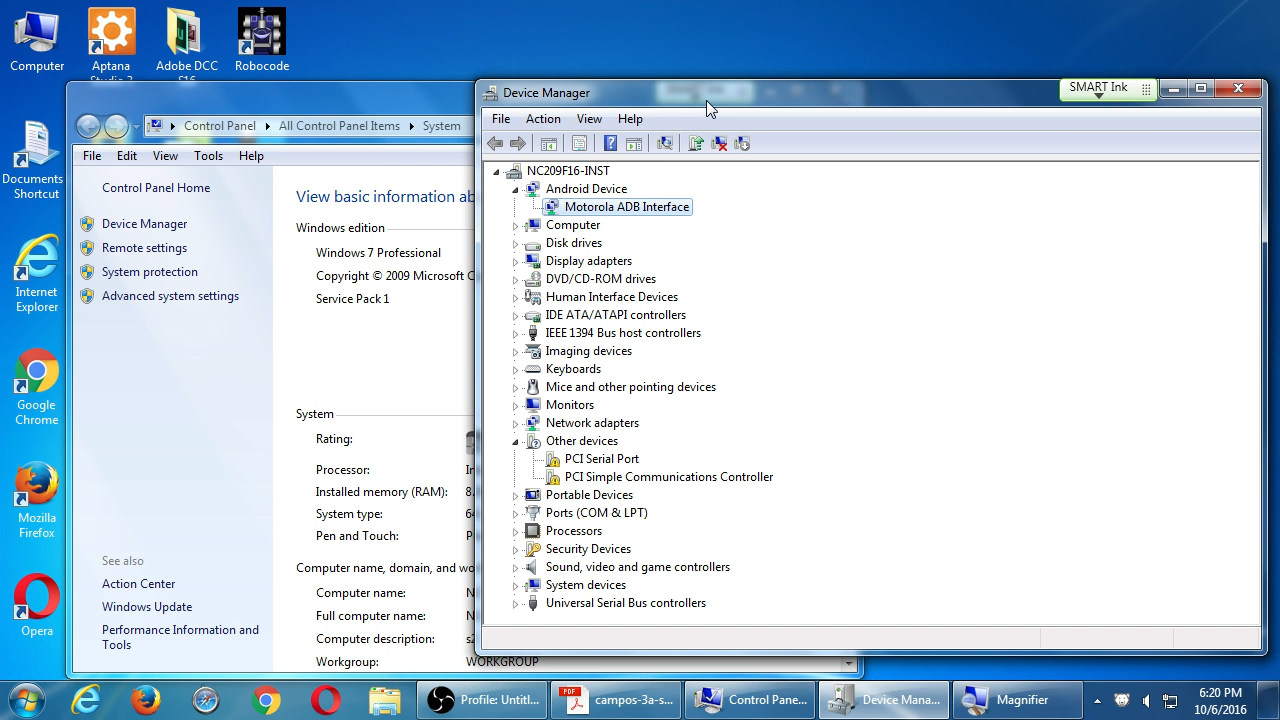 Computer
Aptana
Studio 3
Adobe DCC
S16
Robocode
Documents
Shortcut
Internet
Explorer
Google
Chrome
Mozilla
Firefox
Opera
Control Panel
All Control Panel Items
System
File Edit View Tools Help
Control Panel Home
Device Manager
Remote settings
System protection
Advanced system settings
See also
Action Center
Windows Update
Performance Information and
Tools
View basic information
Windows edition
Windows 7 Professional
Copyright © 2009 Microsoft
Service Pack 1
System
Rating:
Processor:
Installed memory (RAM):
System type:
Pen and Touch:
Computer name, domain, and
Computer name:
Full computer name:
Computer description:
Workgroup: WORKGROUP
Device Manager
SMART Ink
File Action View Help
NC209F16-INST
Android Device
Motorola ADB Interface
Computer
Disk drives
Display adapters
DVD/CD-ROM drives
Human Interface Devices
IDE ATA/ATAPI controllers
IEEE 1394 Bus host controllers
Imaging devices
Keyboards
Mice and other pointing devices
Monitors
Network adapters
Other devices
PCI Serial Port
PCI Simple Communications Controller
Portable Devices
Ports (COM & LPT)
Processors
Security Devices
Sound, video and game controllers
System devices
Universal Serial Bus controllers
Profile: Untitl...
PDF
campos-3a-s...
Control Pane...
Device Mana...
Magnifier
6:20 PM
10/6/2016